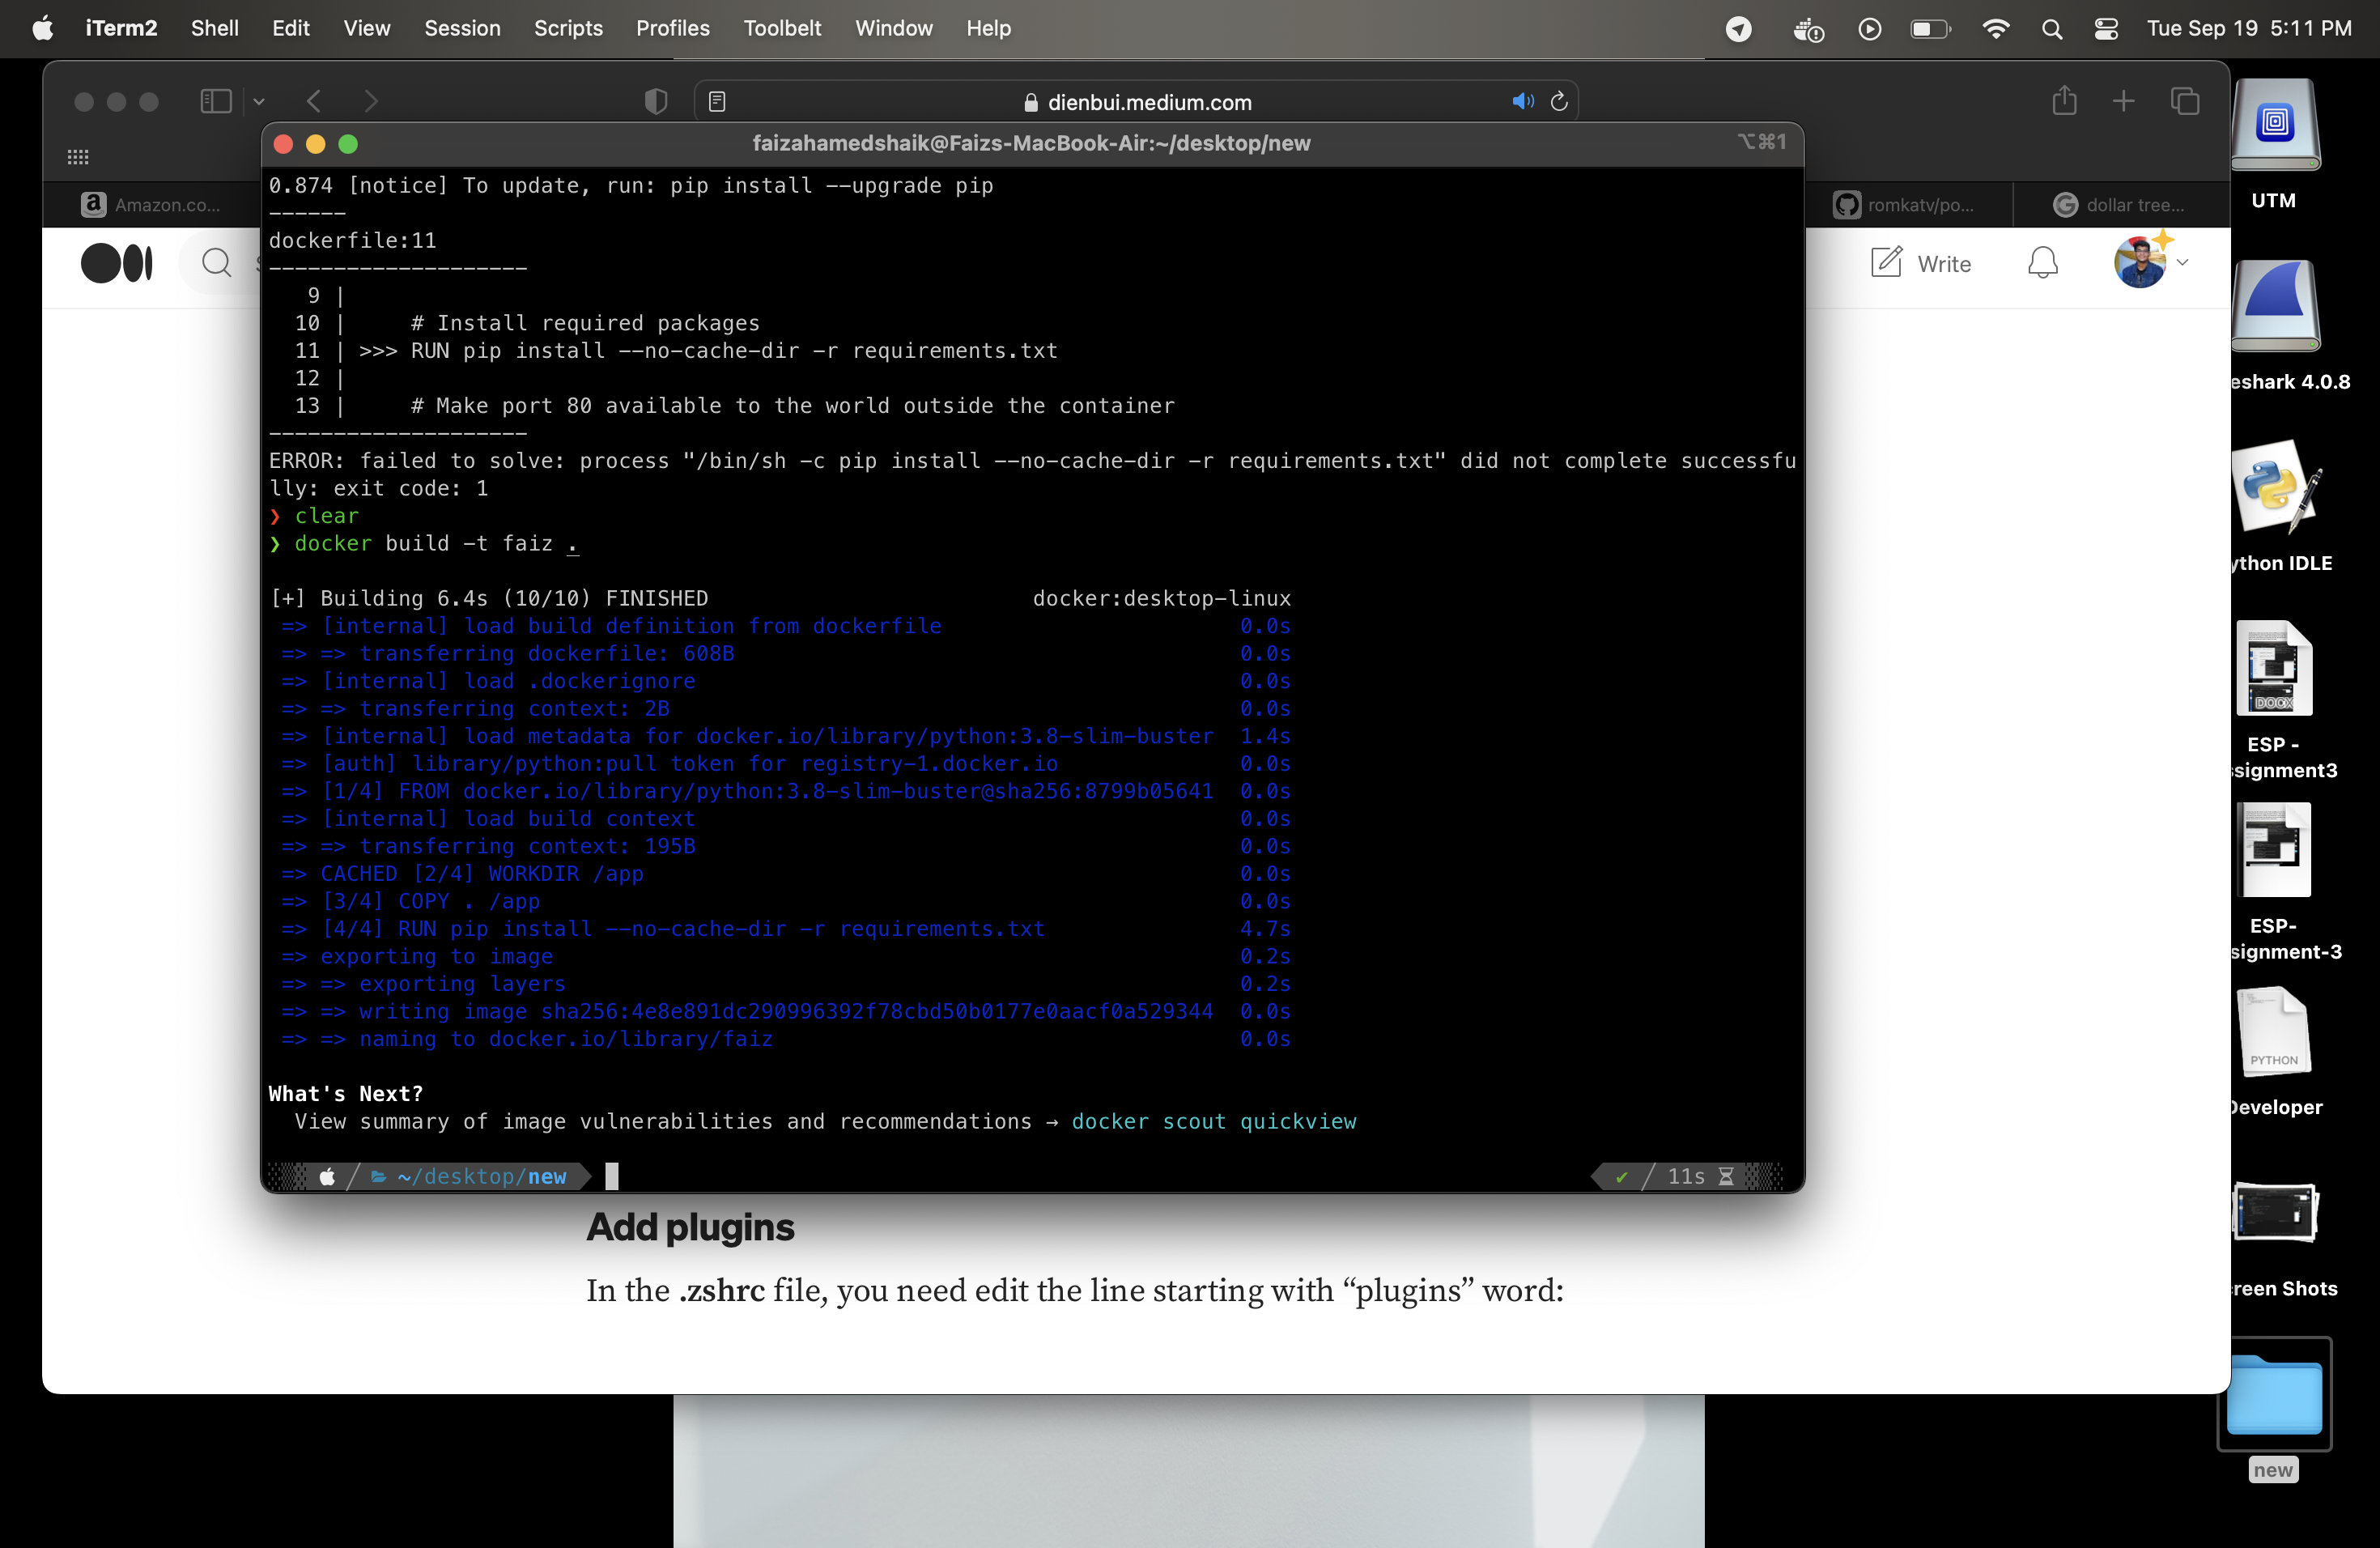 iTerm2 Shell Edit View Session Scripts Profiles Toolbelt Window Help Tue Sep 19 5:11 PM
dienbui.medium.com
faizahamedshaik@Faizs-MacBook-Air:~/desktop/new ⌥⌘1
Amazon.co...
romkatv/po...
dollar tree...
Write
0.874 [notice] To update, run: pip install --upgrade pip
------
dockerfile:11
--------------------
9 |
10 | # Install required packages
11 | >>> RUN pip install --no-cache-dir -r requirements.txt
12 |
13 | # Make port 80 available to the world outside the container
--------------------
ERROR: failed to solve: process "/bin/sh -c pip install --no-cache-dir -r requirements.txt" did not complete successfu
lly: exit code: 1
❯ clear
❯ docker build -t faiz .
[+] Building 6.4s (10/10) FINISHED docker:desktop-linux
=> [internal] load build definition from dockerfile 0.0s
=> => transferring dockerfile: 608B 0.0s
=> [internal] load .dockerignore 0.0s
=> => transferring context: 2B 0.0s
=> [internal] load metadata for docker.io/library/python:3.8-slim-buster 1.4s
=> [auth] library/python:pull token for registry-1.docker.io 0.0s
=> [1/4] FROM docker.io/library/python:3.8-slim-buster@sha256:8799b05641 0.0s
=> [internal] load build context 0.0s
=> => transferring context: 195B 0.0s
=> CACHED [2/4] WORKDIR /app 0.0s
=> [3/4] COPY . /app 0.0s
=> [4/4] RUN pip install --no-cache-dir -r requirements.txt 4.7s
=> exporting to image 0.2s
=> => exporting layers 0.2s
=> => writing image sha256:4e8e891dc290996392f78cbd50b0177e0aacf0a529344 0.0s
=> => naming to docker.io/library/faiz 0.0s
What's Next?
View summary of image vulnerabilities and recommendations → docker scout quickview
~/desktop/new ✔ 11s
Add plugins
In the .zshrc file, you need edit the line starting with “plugins” word:
UTM
eshark 4.0.8
ython IDLE
DOCX
ESP -
signment3
ESP-
signment-3
PYTHON
Developer
reen Shots
new